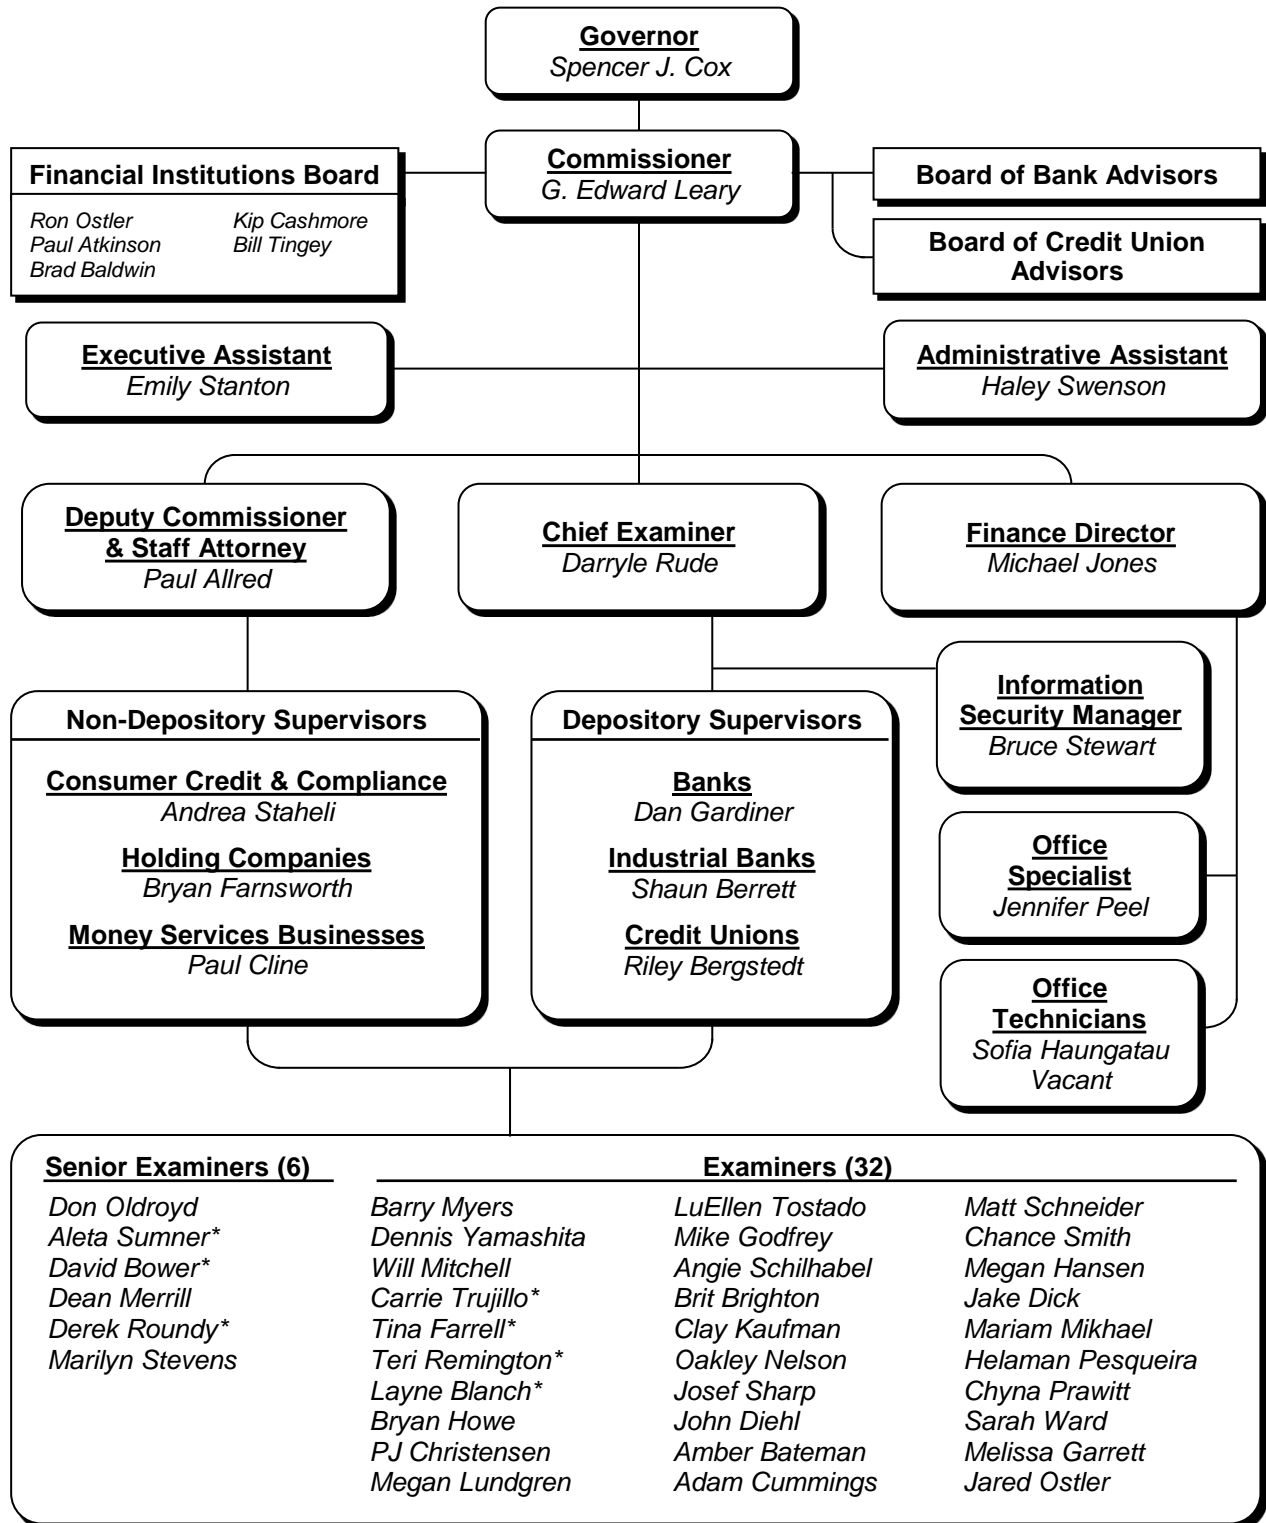 Governor
Spencer J. Cox
Commissioner
G. Edward Leary
Financial Institutions Board
Ron Ostler
Paul Atkinson
Brad Baldwin
Kip Cashmore
Bill Tingey
Board of Bank Advisors
Board of Credit Union
Advisors
Executive Assistant
Emily Stanton
Administrative Assistant
Haley Swenson
Deputy Commissioner
& Staff Attorney
Paul Allred
Chief Examiner
Darryle Rude
Finance Director
Michael Jones
Non-Depository Supervisors
Consumer Credit & Compliance
Andrea Staheli
Holding Companies
Bryan Farnsworth
Money Services Businesses
Paul Cline
Depository Supervisors
Banks
Dan Gardiner
Industrial Banks
Shaun Berrett
Credit Unions
Riley Bergstedt
Information
Security Manager
Bruce Stewart
Office
Specialist
Jennifer Peel
Office
Technicians
Sofia Haungatau
Vacant
Senior Examiners (6)
Don Oldroyd
Aleta Sumner*
David Bower*
Dean Merrill
Derek Roundy*
Marilyn Stevens
Examiners (32)
Barry Myers
Dennis Yamashita
Will Mitchell
Carrie Trujillo*
Tina Farrell*
Teri Remington*
Layne Blanch*
Bryan Howe
PJ Christensen
Megan Lundgren
LuEllen Tostado
Mike Godfrey
Angie Schilhabel
Brit Brighton
Clay Kaufman
Oakley Nelson
Josef Sharp
John Diehl
Amber Bateman
Adam Cummings
Matt Schneider
Chance Smith
Megan Hansen
Jake Dick
Mariam Mikhael
Helaman Pesqueira
Chyna Prawitt
Sarah Ward
Melissa Garrett
Jared Ostler